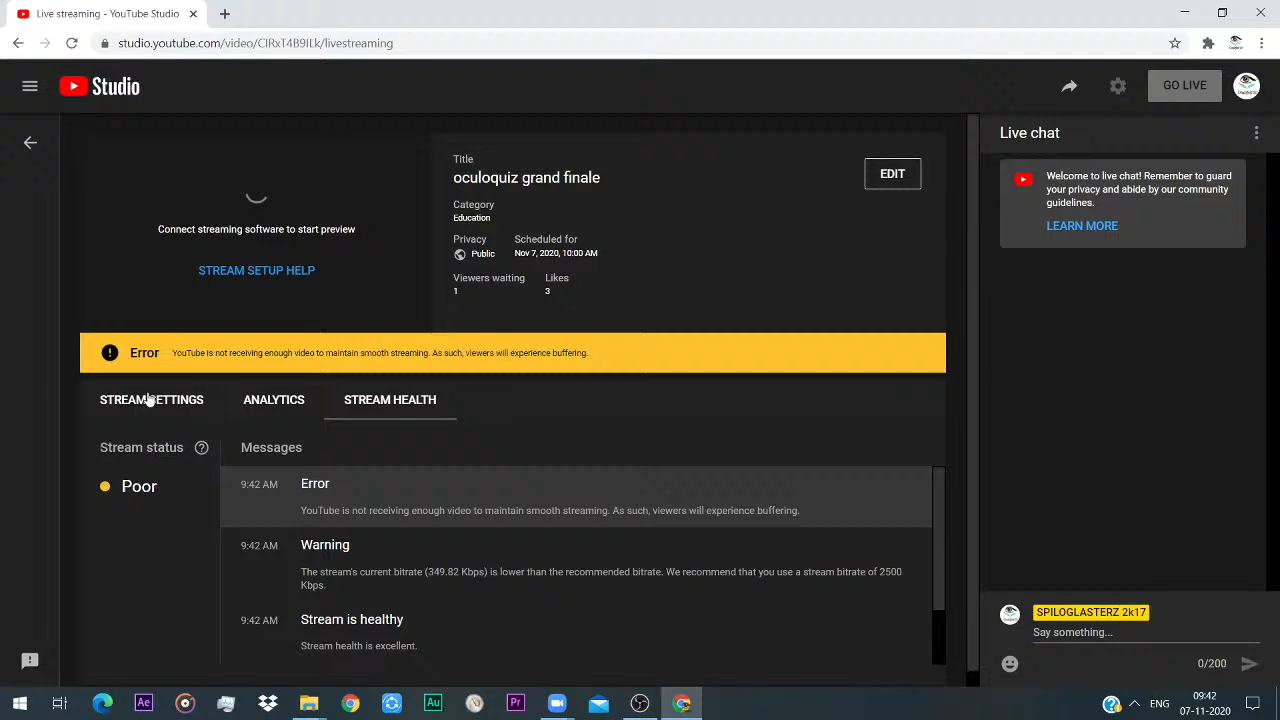 Live streaming - YouTube Studio
studio.youtube.com/video/ClRxT4B9ILk/livestreaming
Studio
GO LIVE
Connect streaming software to start preview
STREAM SETUP HELP
Title
oculoquiz grand finale
EDIT
Category
Education
Privacy
Scheduled for
Public
Nov 7, 2020, 10:00 AM
Viewers waiting
Likes
1
3
Error YouTube is not receiving enough video to maintain smooth streaming. As such, viewers will experience buffering.
STREAM SETTINGS
ANALYTICS
STREAM HEALTH
Stream status
Poor
Messages
9:42 AM Error
YouTube is not receiving enough video to maintain smooth streaming. As such, viewers will experience buffering.
9:42 AM Warning
The stream's current bitrate (349.82 Kbps) is lower than the recommended bitrate. We recommend that you use a stream bitrate of 2500
Kbps.
9:42 AM Stream is healthy
Stream health is excellent.
Live chat
Welcome to live chat! Remember to guard
your privacy and abide by our community
guidelines.
LEARN MORE
SPILOGLASTERZ 2k17
Say something...
0/200
Ae
Au
Pr
ENG
09:42
07-11-2020